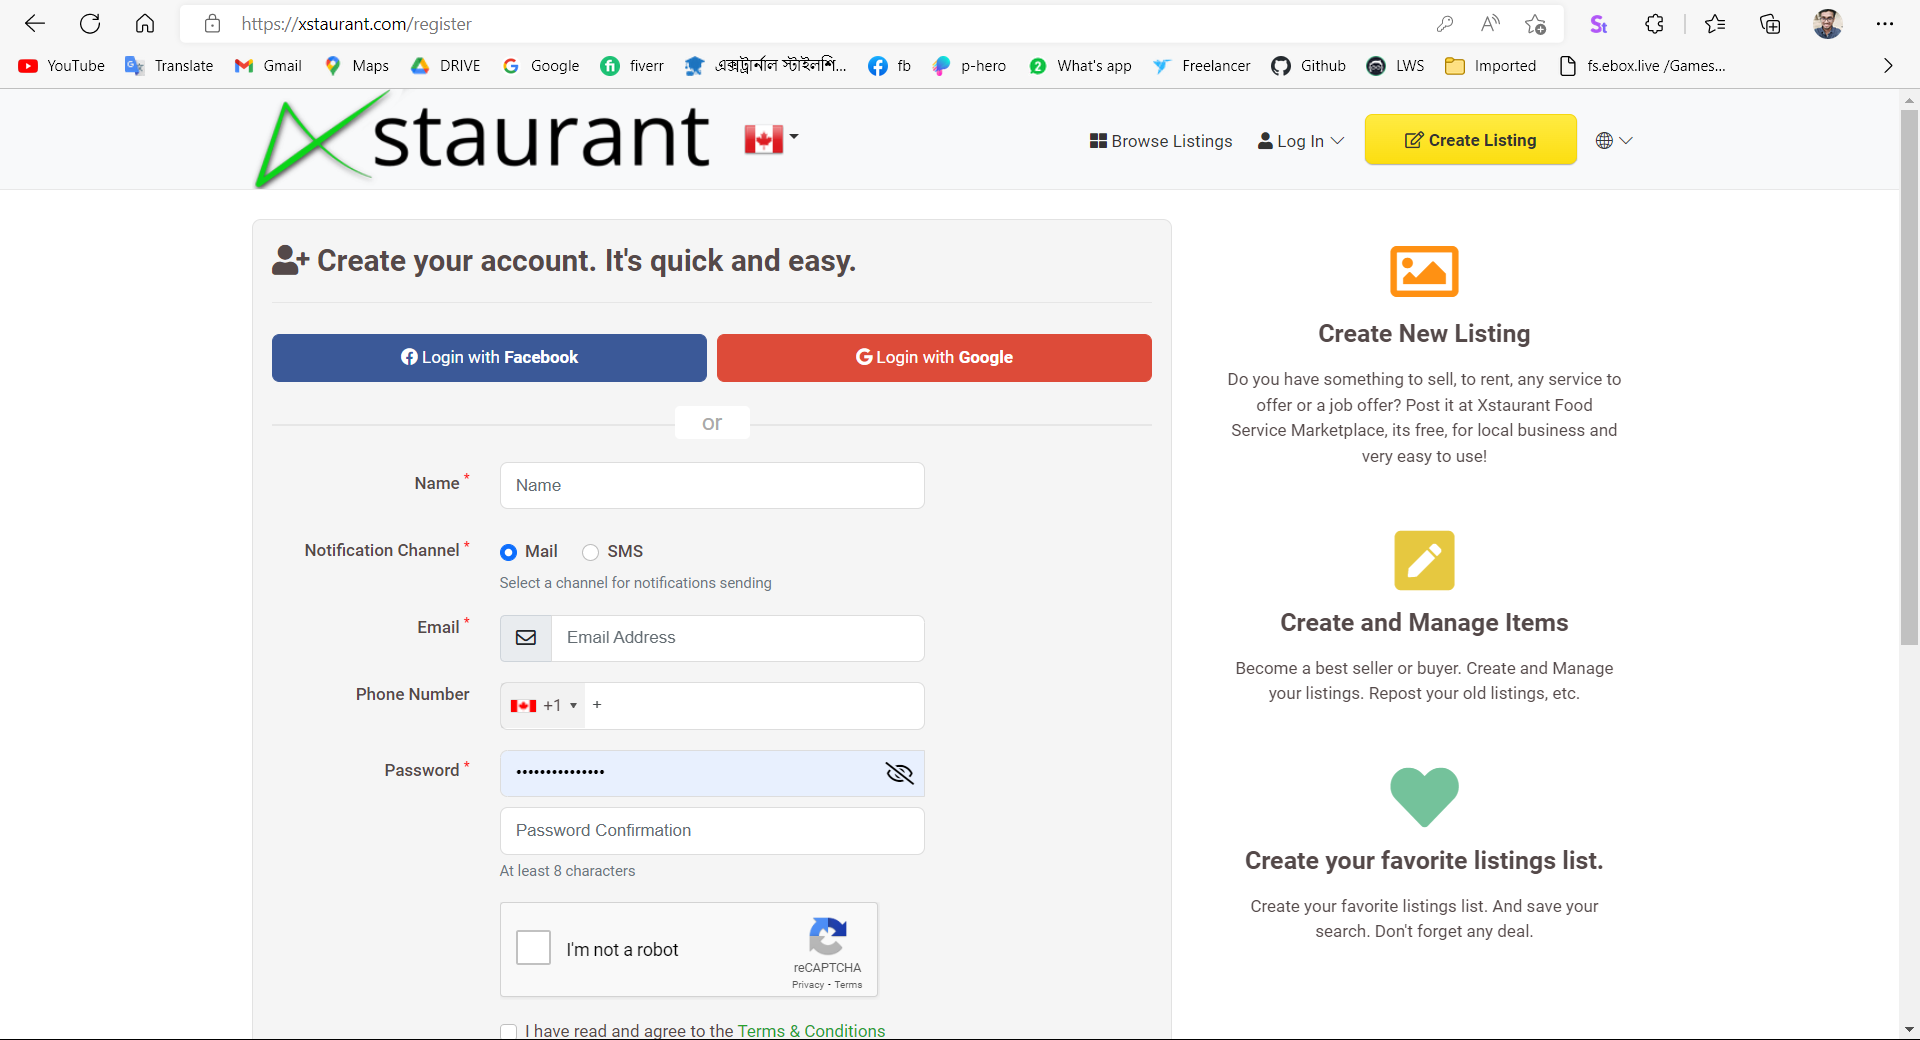 https://xstaurant.com/register
YouTube Translate Gmail Maps DRIVE Google fiverr এক্সট্রার্নাল স্টাইলশি... fb p-hero What's app Freelancer Github LWS Imported fs.ebox.live /Games...
Xstaurant
Browse Listings Log In Create Listing
Create your account. It's quick and easy.
Login with Facebook Login with Google
or
Name *
Name
Notification Channel *
Mail SMS
Select a channel for notifications sending
Email *
Email Address
Phone Number
+1 +
Password *
Password Confirmation
At least 8 characters
I'm not a robot
reCAPTCHA
Privacy - Terms
I have read and agree to the Terms & Conditions
Create New Listing
Do you have something to sell, to rent, any service to
offer or a job offer? Post it at Xstaurant Food
Service Marketplace, its free, for local business and
very easy to use!
Create and Manage Items
Become a best seller or buyer. Create and Manage
your listings. Repost your old listings, etc.
Create your favorite listings list.
Create your favorite listings list. And save your
search. Don't forget any deal.